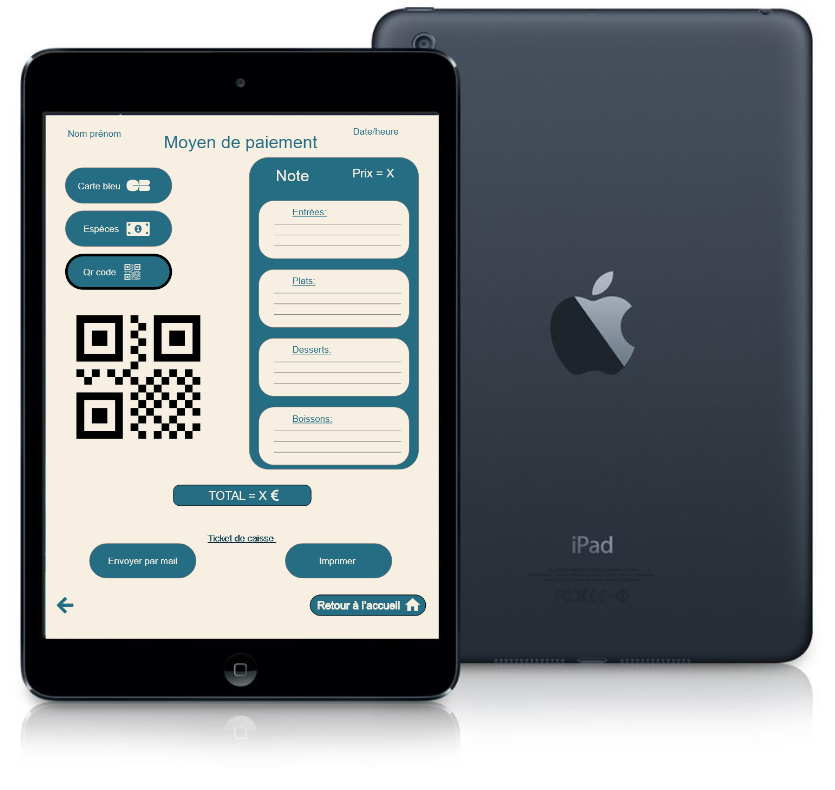 Nom prénom
Date/heure
Moyen de paiement
Carte bleu
Espèces
Qr code
Note
Prix = X
Entrées:
Plats:
Desserts:
Boissons:
TOTAL = X €
Ticket de caisse:
Envoyer par mail
Imprimer
Retour à l'accueil
iPad